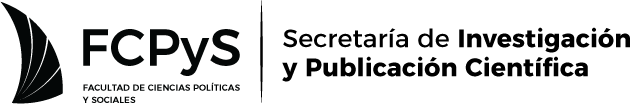 FCPyS
FACULTAD DE CIENCIAS POLÍTICAS
Y SOCIALES
Secretaría de Investigación
y Publicación Científica